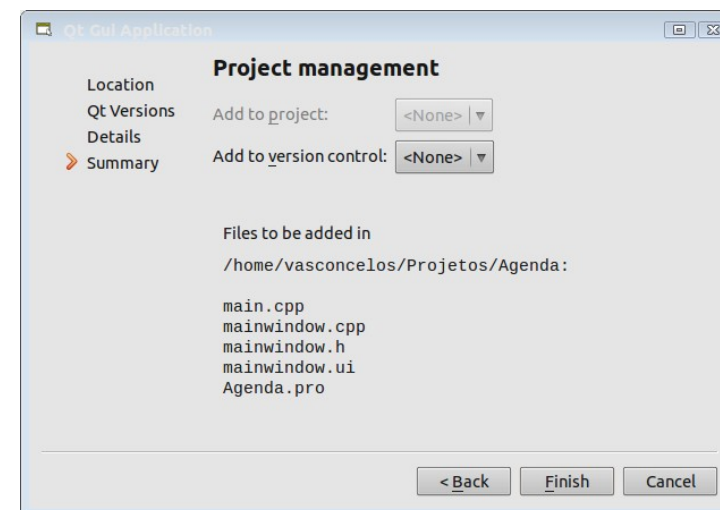 Qt Gui Application
Project management
Location
Qt Versions
Details
Summary
Add to project: <None>
Add to version control: <None>
Files to be added in
/home/vasconcelos/Projetos/Agenda:
main.cpp
mainwindow.cpp
mainwindow.h
mainwindow.ui
Agenda.pro
< Back Finish Cancel